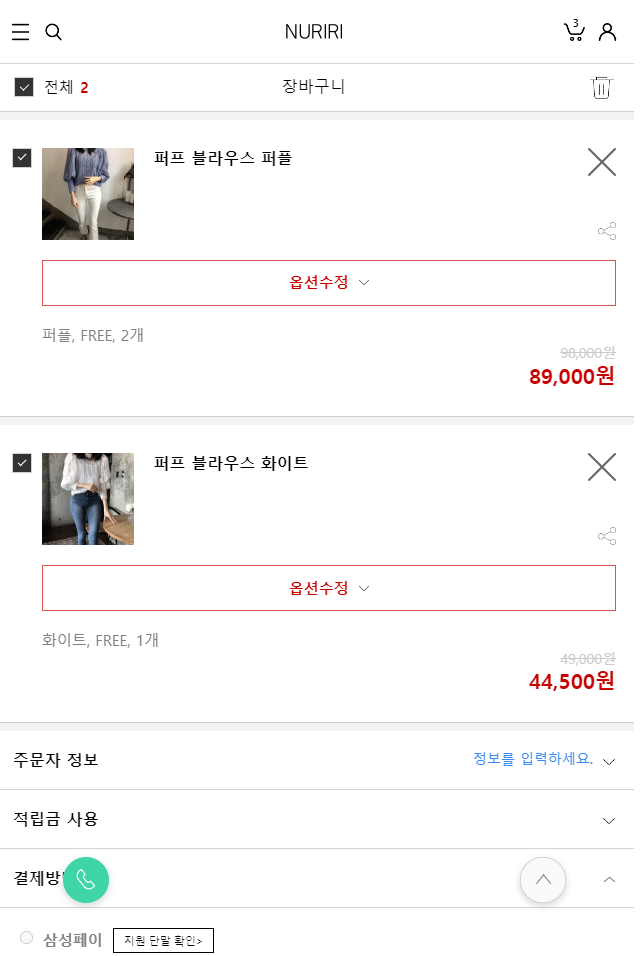 NURIRI
3
전체 2
장바구니
퍼프 블라우스 퍼플
옵션수정
퍼플, FREE, 2개
98,000원
89,000원
퍼프 블라우스 화이트
옵션수정
화이트, FREE, 1개
49,000원
44,500원
주문자 정보
정보를 입력하세요.
적립금 사용
결제방
삼성페이
지원 단말 확인>